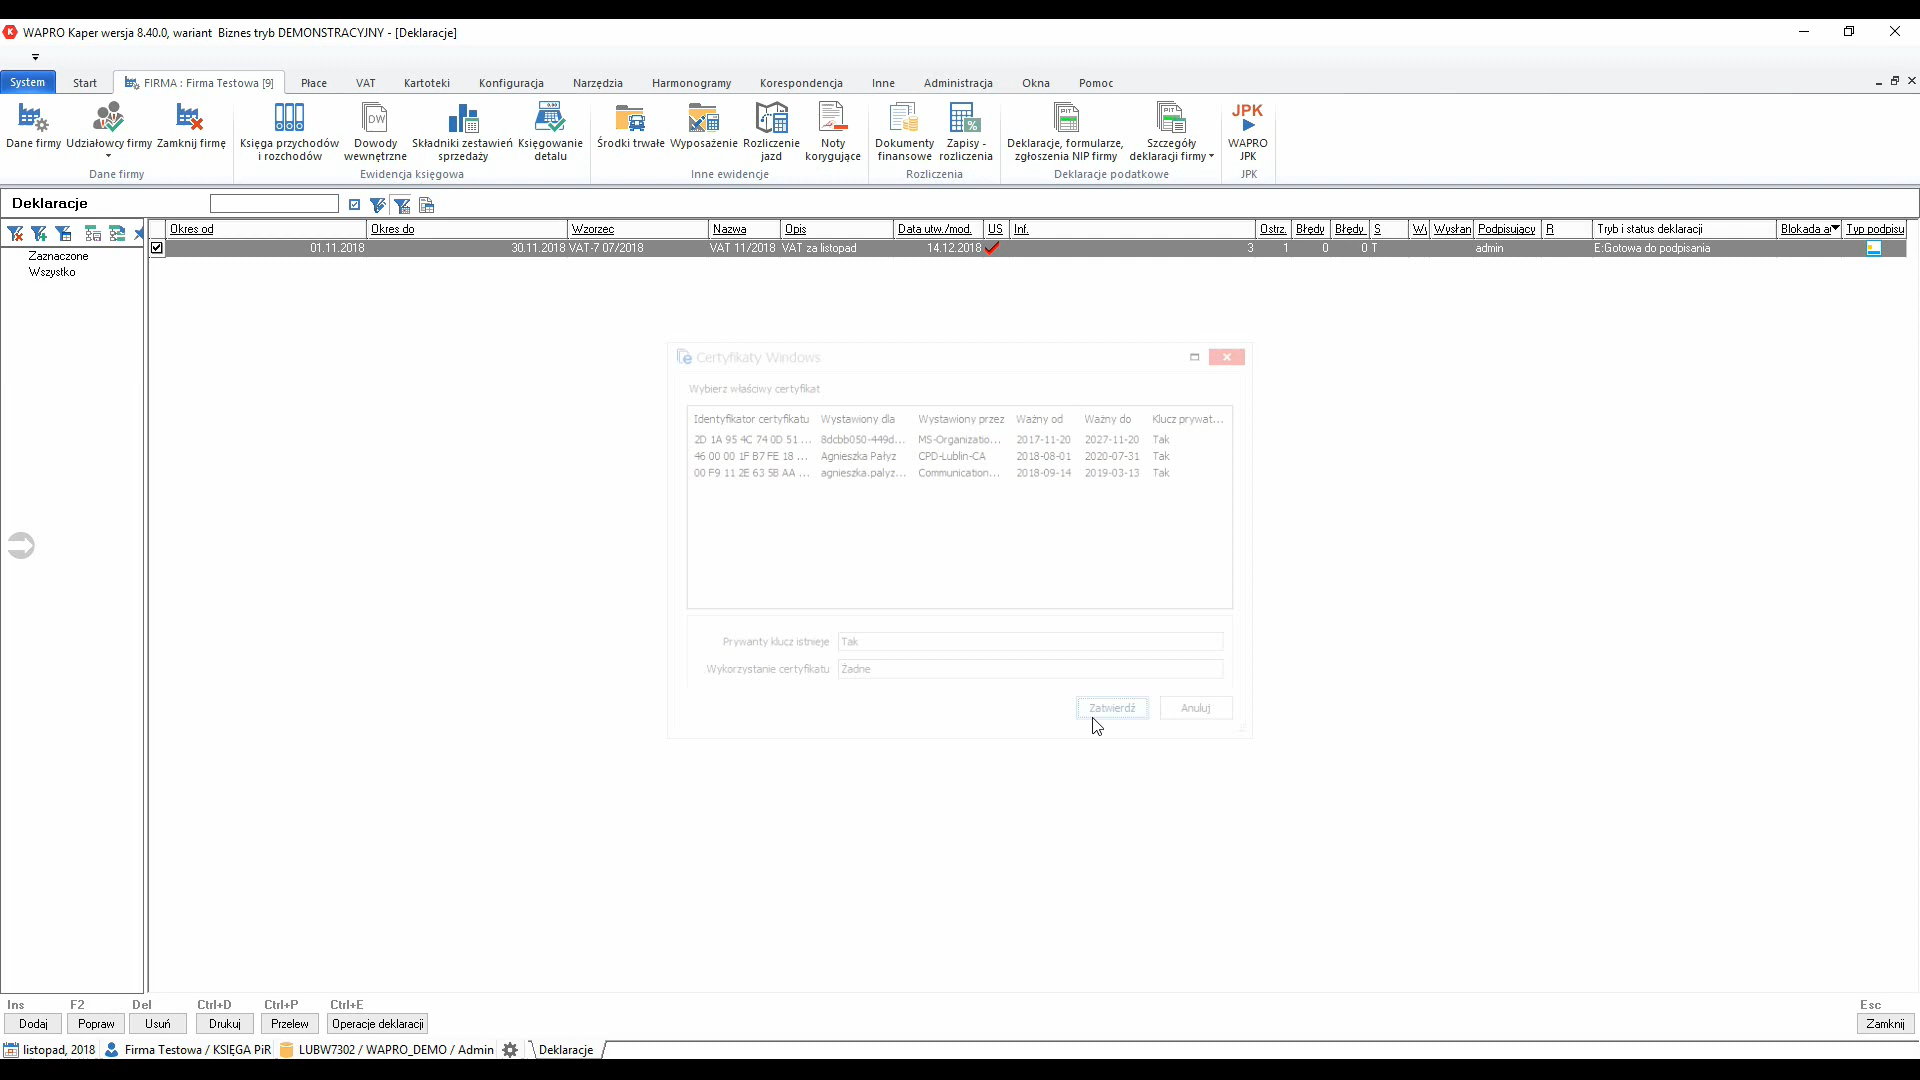 WAPRO Kaper wersja 8.40.0, wariant Biznes tryb DEMONSTRACYJNY - [Deklaracje]
System Start FIRMA : Firma Testowa [9] Płace VAT Kartoteki Konfiguracja Narzędzia Harmonogramy Korespondencja Inne Administracja Okna Pomoc
Dane firmy Udziałowcy firmy Zamknij firmę
Dane firmy
Księga przychodów i rozchodów Dowody wewnętrzne Składniki zestawień sprzedaży Księgowanie detalu
Ewidencja księgowa
Środki trwałe Wyposażenie Rozliczenie jazd Noty korygujące
Inne ewidencje
Dokumenty finansowe Zapisy - rozliczenia
Rozliczenia
Deklaracje, formularze, zgłoszenia NIP firmy Szczegóły deklaracji firmy
Deklaracje podatkowe
JPK
WAPRO JPK
JPK
Deklaracje
Zaznaczone
Wszystko
Okres od Okres do Wzorzec Nazwa Opis Data utw./mod. US Inf. Ostrz. Błędy Błędy. S Wysłan Podpisujący R Tryb i status deklaracji Blokada Typ podpisu
01.11.2018 30.11.2018 VAT-7 07/2018 VAT 11/2018 VAT za listopad 14.12.2018 3 1 0 0 T admin E:Gotowa do podpisania
Certyfikaty Windows
Wybierz właściwy certyfikat
Identyfikator certyfikatu Wystawiony dla Wystawiony przez Ważny od Ważny do Klucz prywat...
2D 1A 95 4C 74 0D 51 ... 8dcbb050-449d... MS-Organizatio... 2017-11-20 2027-11-20 Tak
46 00 00 1F B7 FE 18 ... Agnieszka Pałyz CPD-Lublin-CA 2018-08-01 2020-07-31 Tak
00 F9 11 2E 63 5B AA ... agnieszka.palyz... Communication... 2018-09-14 2019-03-13 Tak
Prywanty klucz istnieje Tak
Wykorzystanie certyfikatu Żadne
Zatwierdź Anuluj
Ins F2 Del Ctrl+D Ctrl+P Ctrl+E Esc
Dodaj Popraw Usuń Drukuj Przelew Operacje deklaracji Zamknij
listopad, 2018 Firma Testowa / KSIĘGA PiR LUBW7302 / WAPRO_DEMO / Admin Deklaracje